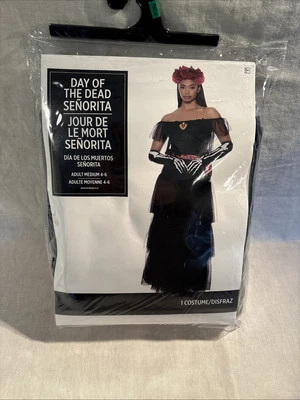 DAY OF
THE DEAD
SEÑORITA
JOUR DE
LE MORT
SEÑORITA
DÍA DE LOS MUERTOS
SEÑORITA
ADULT MEDIUM 4-6
ADULTE MOYENNE 4-6
1 COSTUME/DISFRAZ